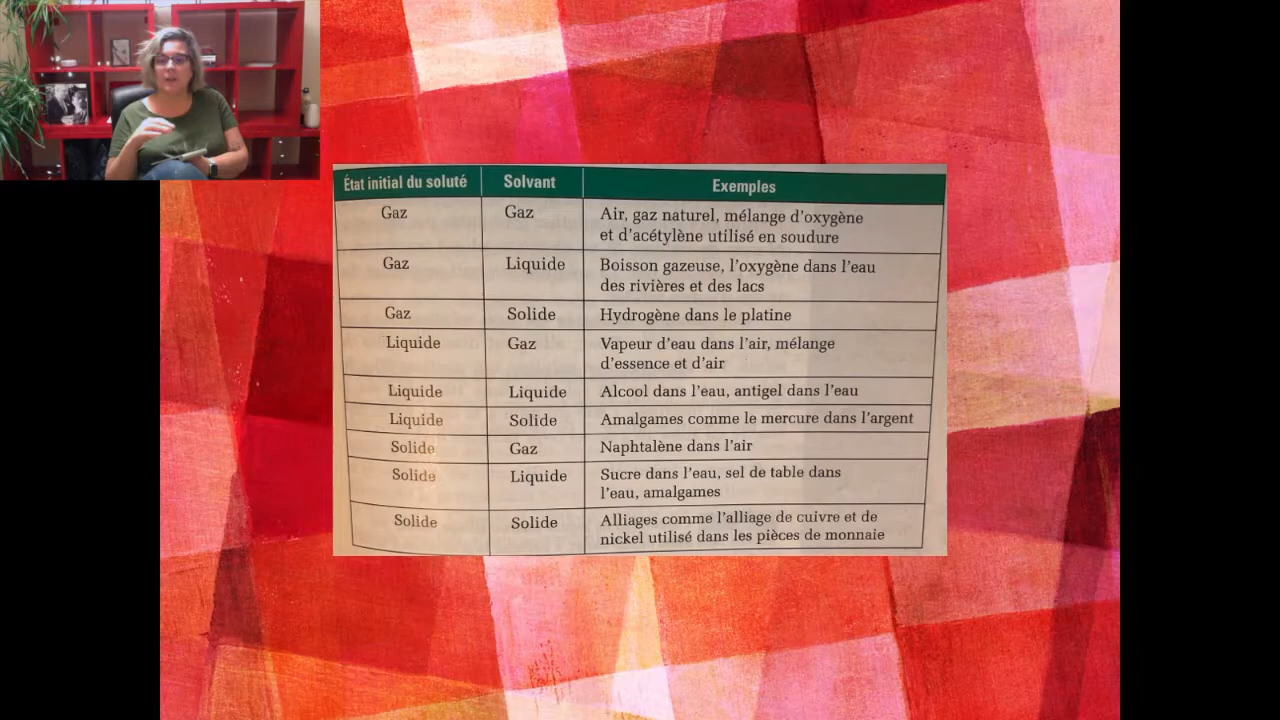 État initial du soluté Solvant Exemples
Gaz Gaz Air, gaz naturel, mélange d'oxygène
et d'acétylène utilisé en soudure
Gaz Liquide Boisson gazeuse, l'oxygène dans l'eau
des rivières et des lacs
Gaz Solide Hydrogène dans le platine
Liquide Gaz Vapeur d'eau dans l'air, mélange
d'essence et d'air
Liquide Liquide Alcool dans l'eau, antigel dans l'eau
Liquide Solide Amalgames comme le mercure dans l'argent
Solide Gaz Naphtalène dans l'air
Solide Liquide Sucre dans l'eau, sel de table dans
l'eau, amalgames
Solide Solide Alliages comme l'alliage de cuivre et de
nickel utilisé dans les pièces de monnaie